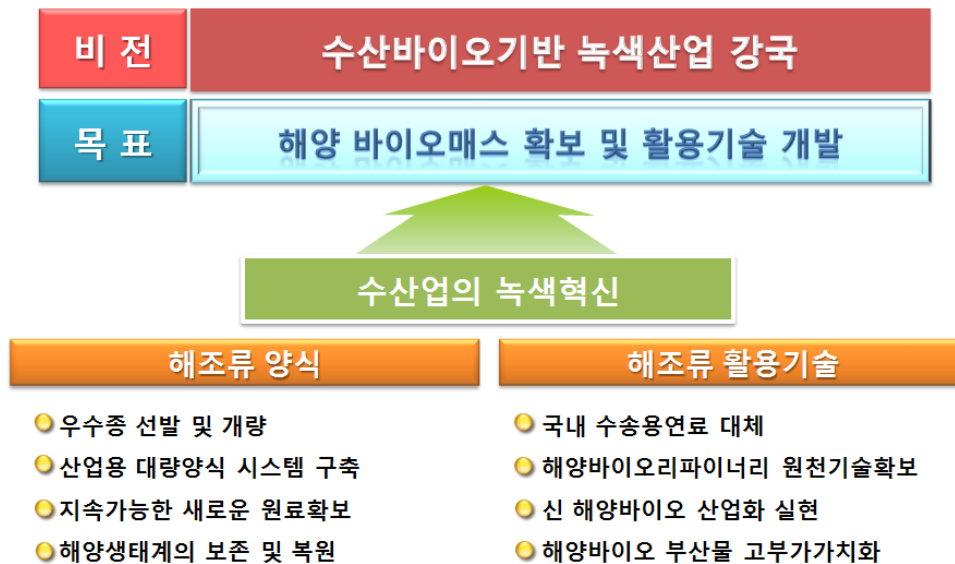 비 전
수산바이오기반 녹색산업 강국
목 표
해양 바이오매스 확보 및 활용기술 개발
수산업의 녹색혁신
해조류 양식
우수종 선발 및 개량
산업용 대량양식 시스템 구축
지속가능한 새로운 원료확보
해양생태계의 보존 및 복원
해조류 활용기술
국내 수송용연료 대체
해양바이오리파이너리 원천기술확보
신 해양바이오 산업화 실현
해양바이오 부산물 고부가가치화